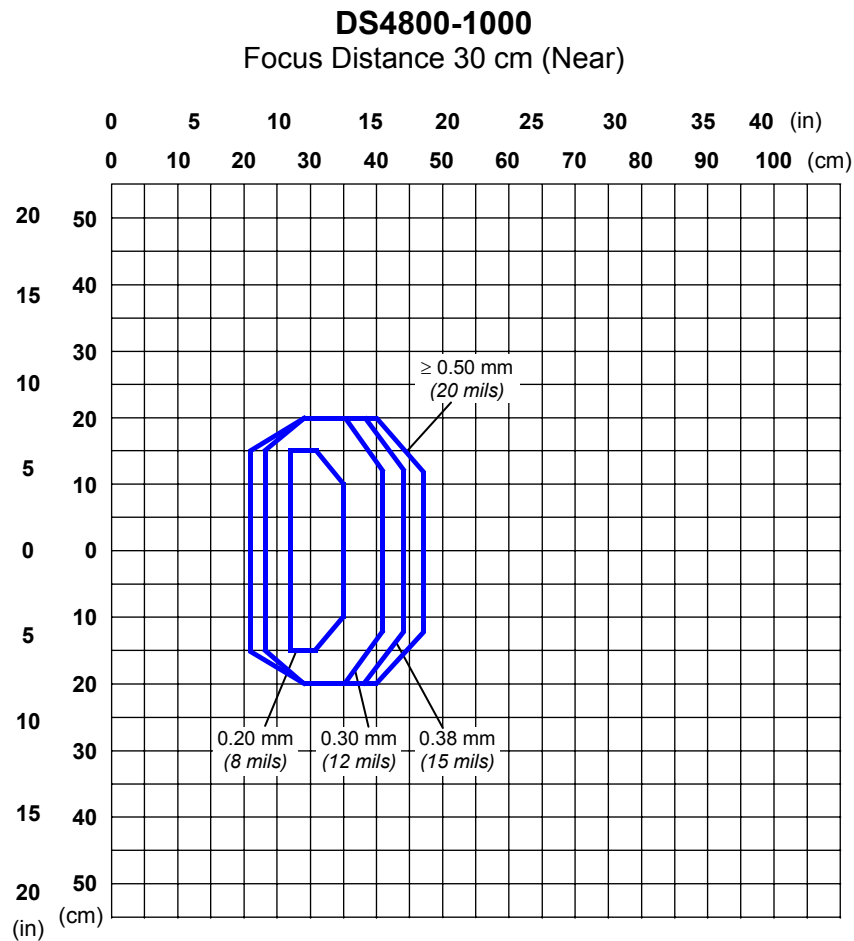 DS4800-1000
Focus Distance 30 cm (Near)
0 5 10 15 20 25 30 35 40 (in)
0 10 20 30 40 50 60 70 80 90 100 (cm)
20 50
15 40
30
10
≥ 0.50 mm
(20 mils)
20
5 10
0 0
10
5
20
10
0.20 mm 0.30 mm 0.38 mm
30
(8 mils) (12 mils) (15 mils)
15 40
20 50
(in) (cm)